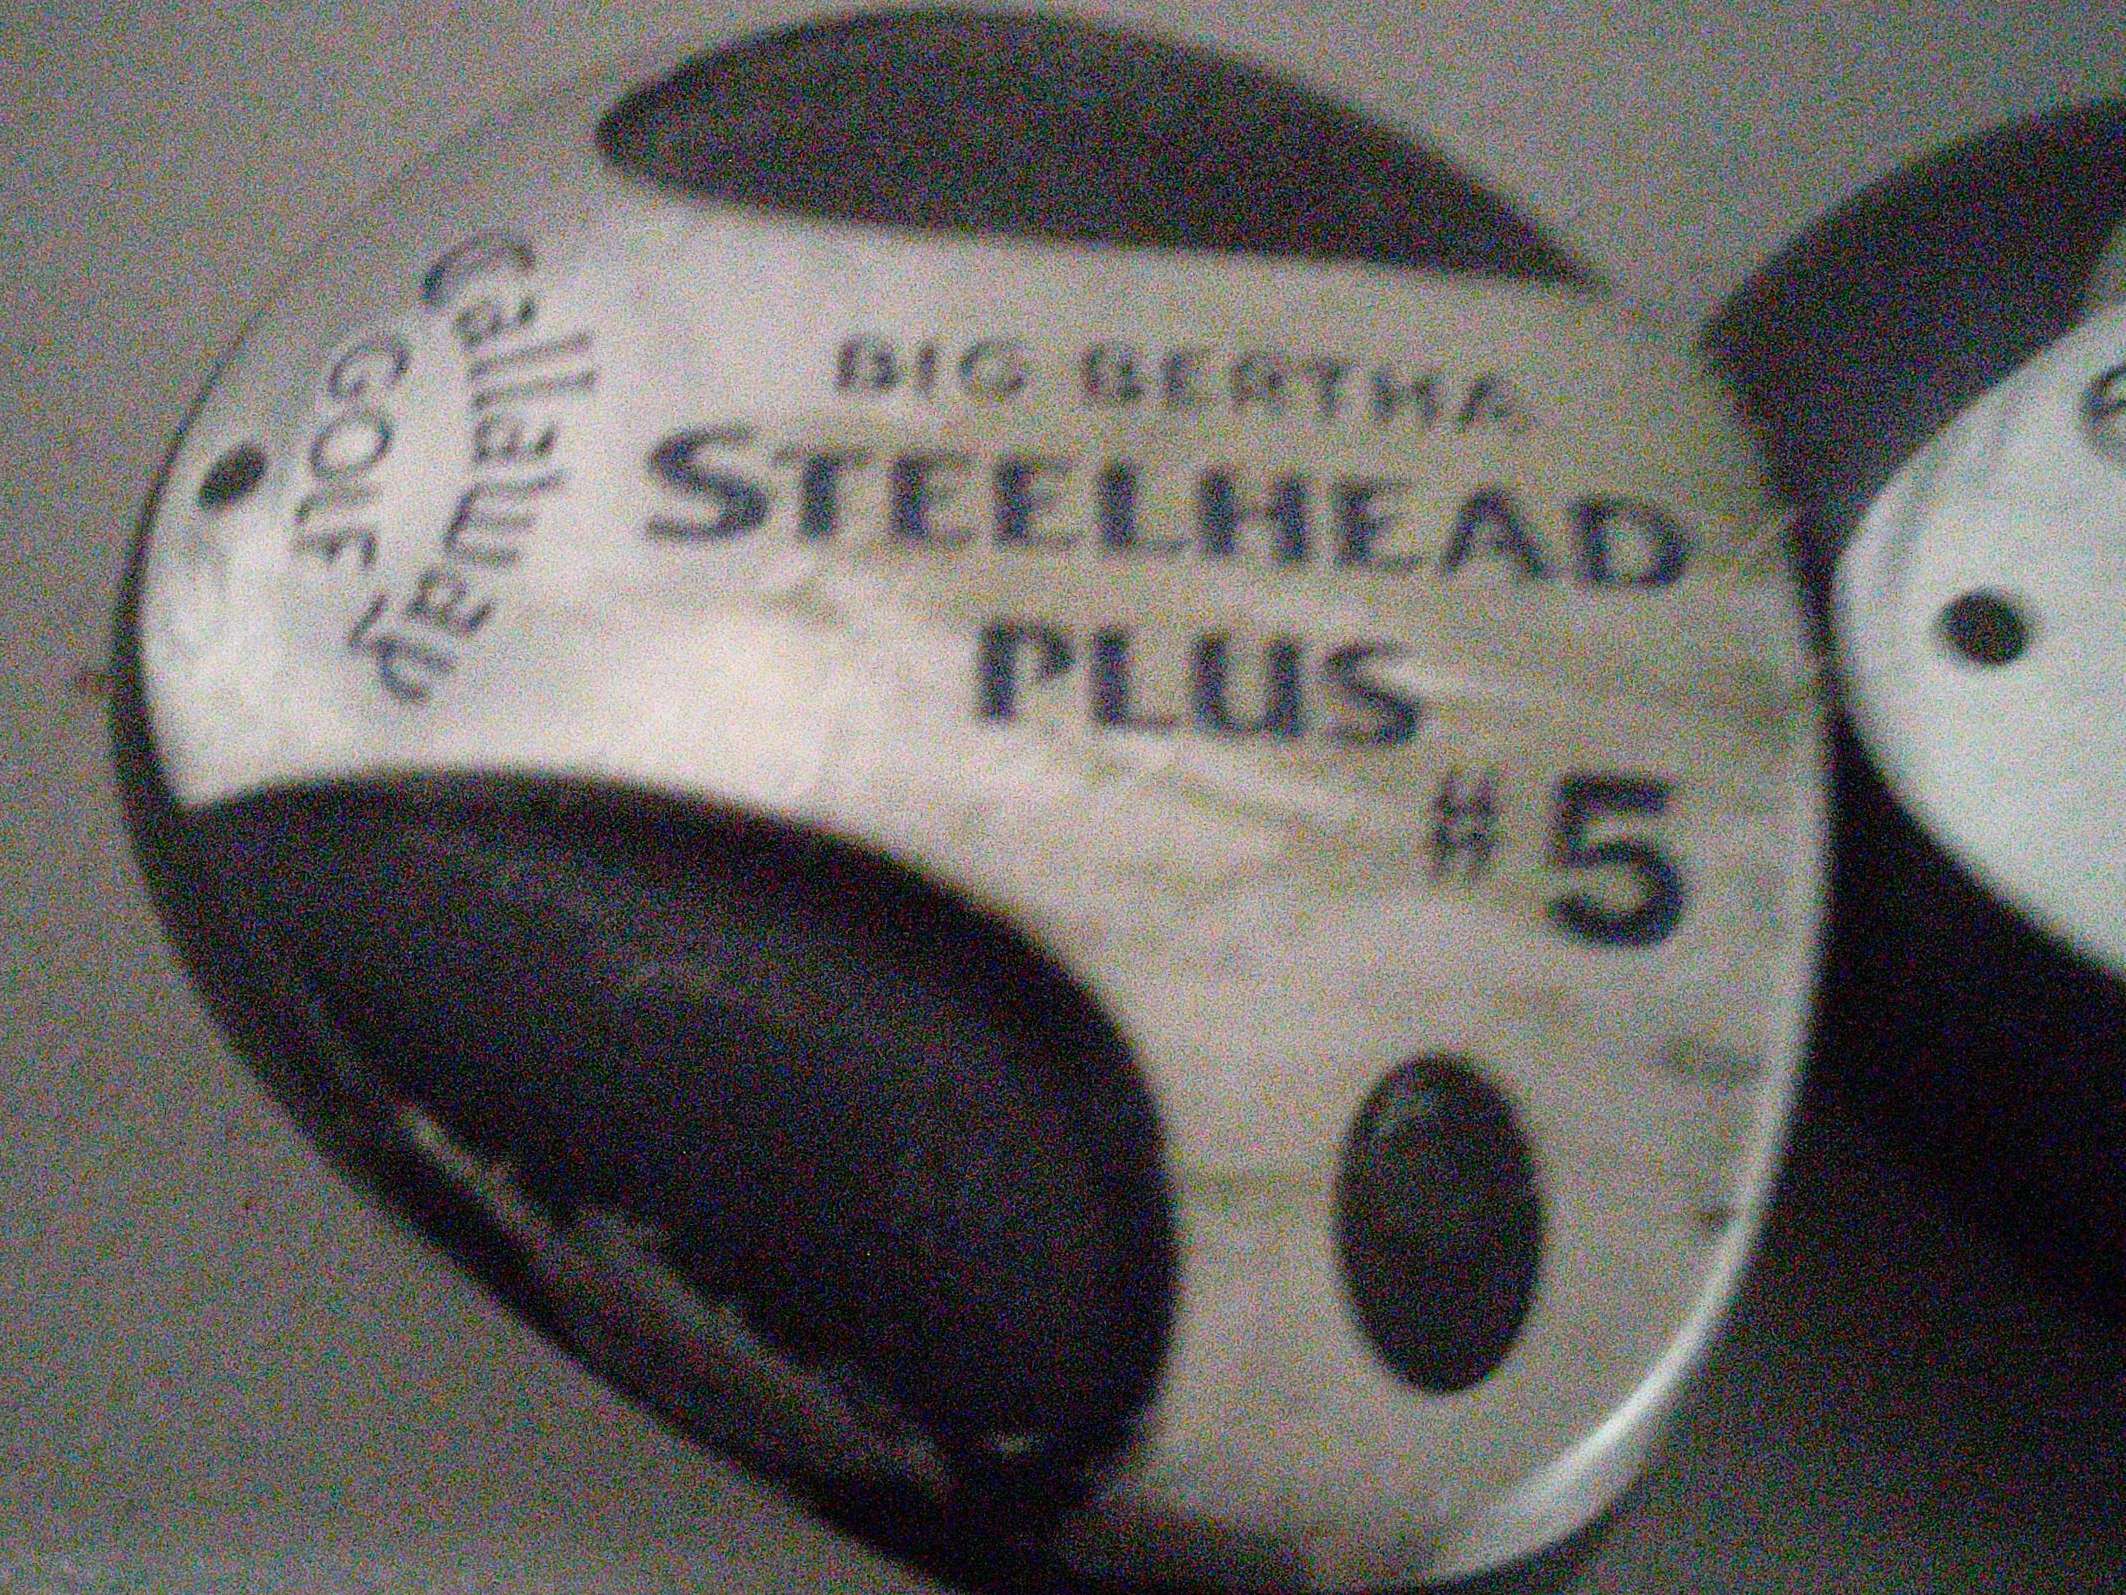 Callaway
GOLF
BIG BERTHA
STEELHEAD
PLUS
#5